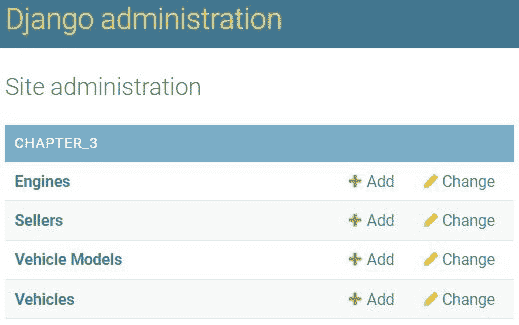 Django administration
Site administration
CHAPTER_3
Engines Add Change
Sellers Add Change
Vehicle Models Add Change
Vehicles Add Change